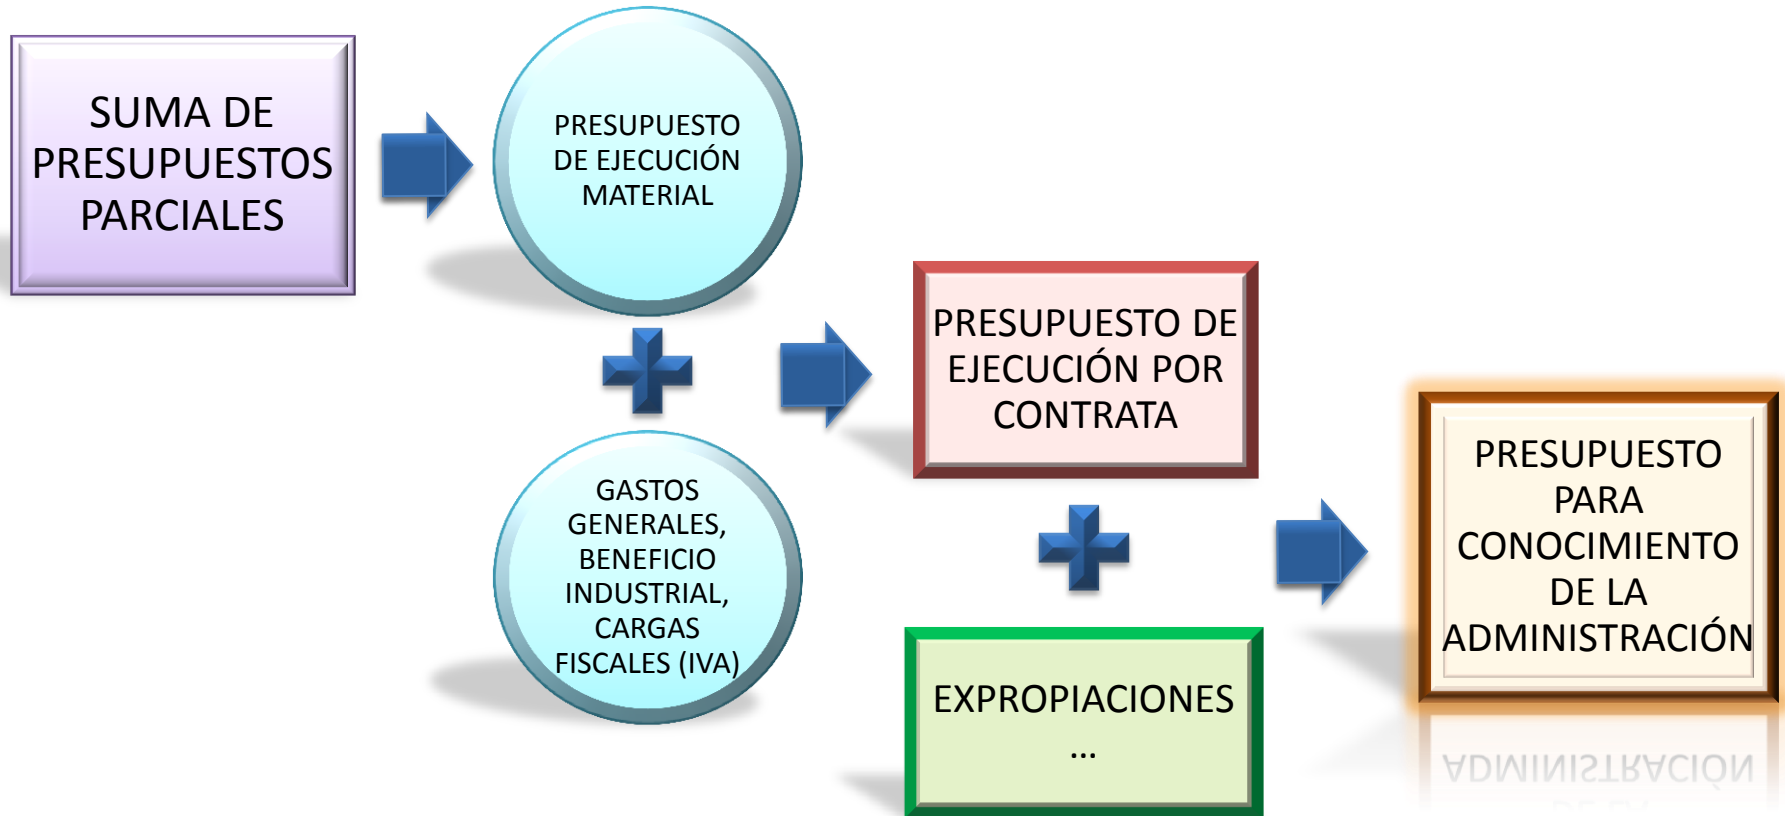 SUMA DE
PRESUPUESTOS
PARCIALES
PRESUPUESTO
DE EJECUCIÓN
MATERIAL
GASTOS
GENERALES,
BENEFICIO
INDUSTRIAL,
CARGAS
FISCALES (IVA)
PRESUPUESTO DE
EJECUCIÓN POR
CONTRATA
EXPROPIACIONES
...
PRESUPUESTO
PARA
CONOCIMIENTO
DE LA
ADMINISTRACIÓN